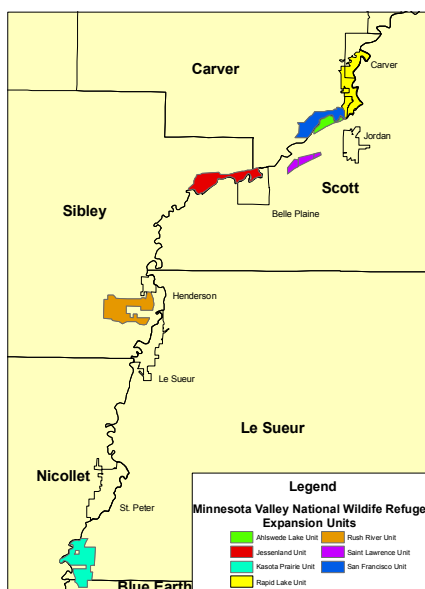 Carver
Carver
Jordan
Scott
Belle Plaine
Sibley
Henderson
Le Sueur
Le Sueur
Nicollet
St. Peter
Blue Earth
Legend
Minnesota Valley National Wildlife Refuge
Expansion Units
Ahlswede Lake Unit
Rush River Unit
Jessenland Unit
Saint Lawrence Unit
Kasota Prairie Unit
San Francisco Unit
Rapid Lake Unit